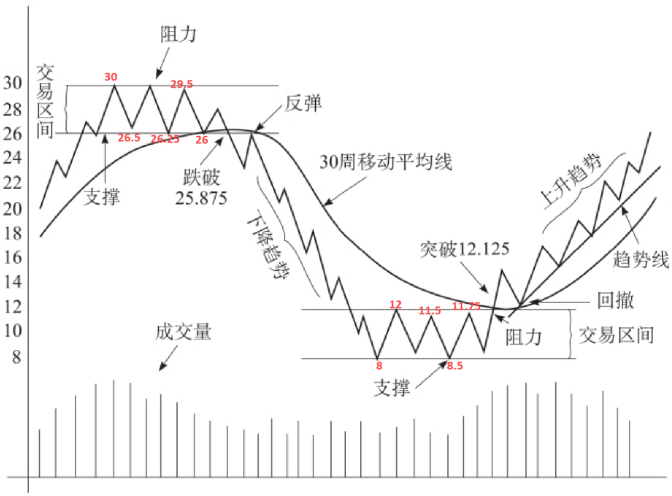 阻力
30
29.5
交易区间
30
28
26
24
22
20
18
16
14
12
10
8
26.5
26.25
26
反弹
支撑
跌破
25.875
30周移动平均线
下降趋势
上升趋势
突破12.125
趋势线
回撤
12
11.5
11.75
阻力
交易区间
成交量
8
8.5
支撑